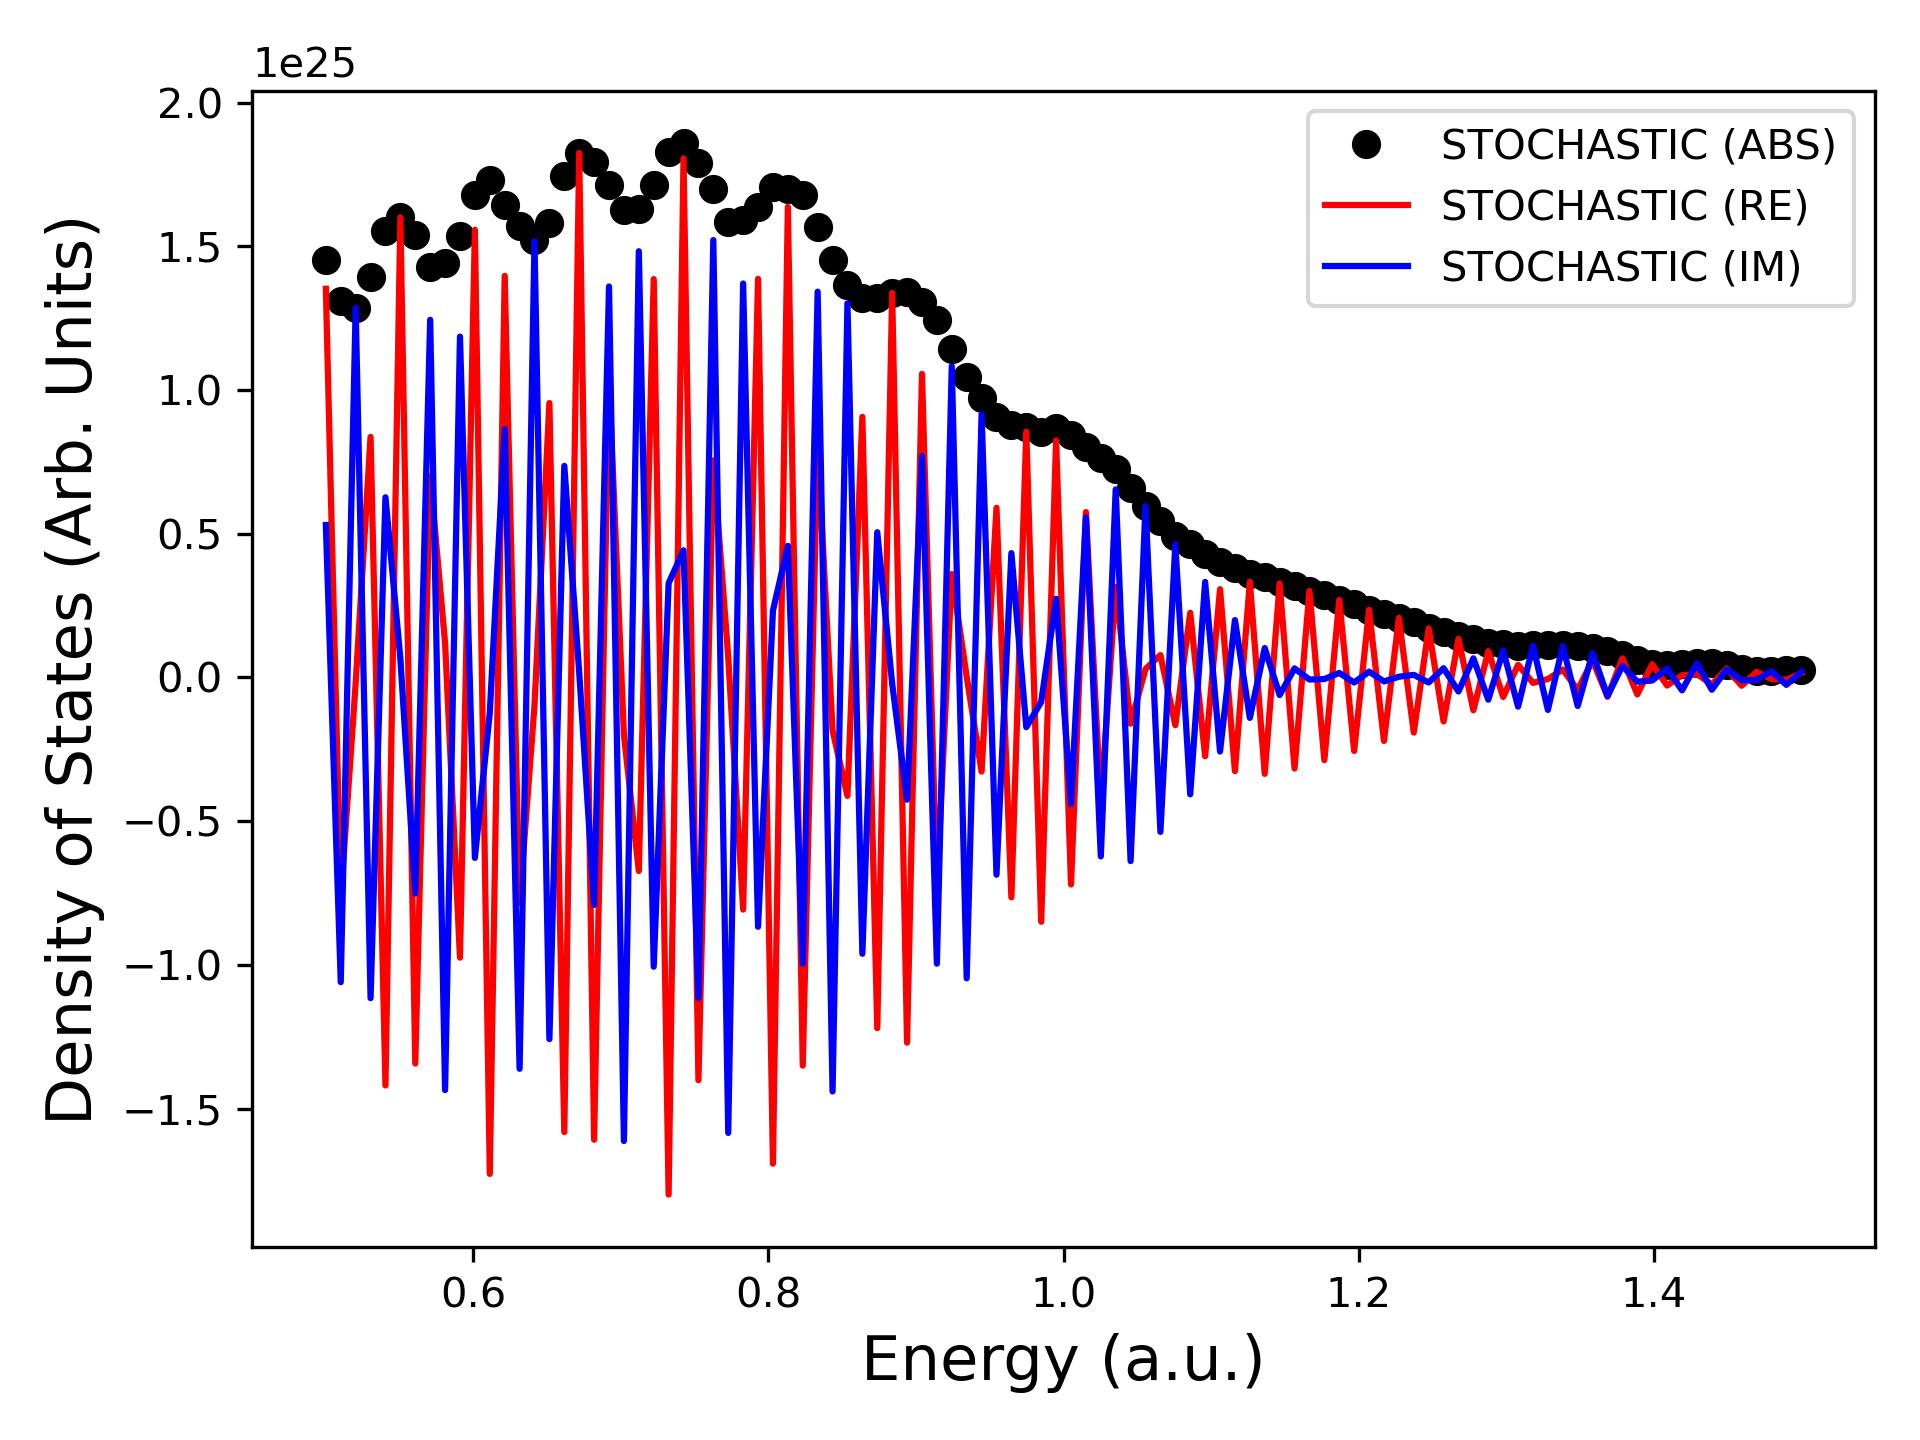 1e25
2.0
1.5
1.0
0.5
0.0
−0.5
−1.0
−1.5
Density of States (Arb. Units)
STOCHASTIC (ABS)
STOCHASTIC (RE)
STOCHASTIC (IM)
0.6 0.8 1.0 1.2 1.4
Energy (a.u.)